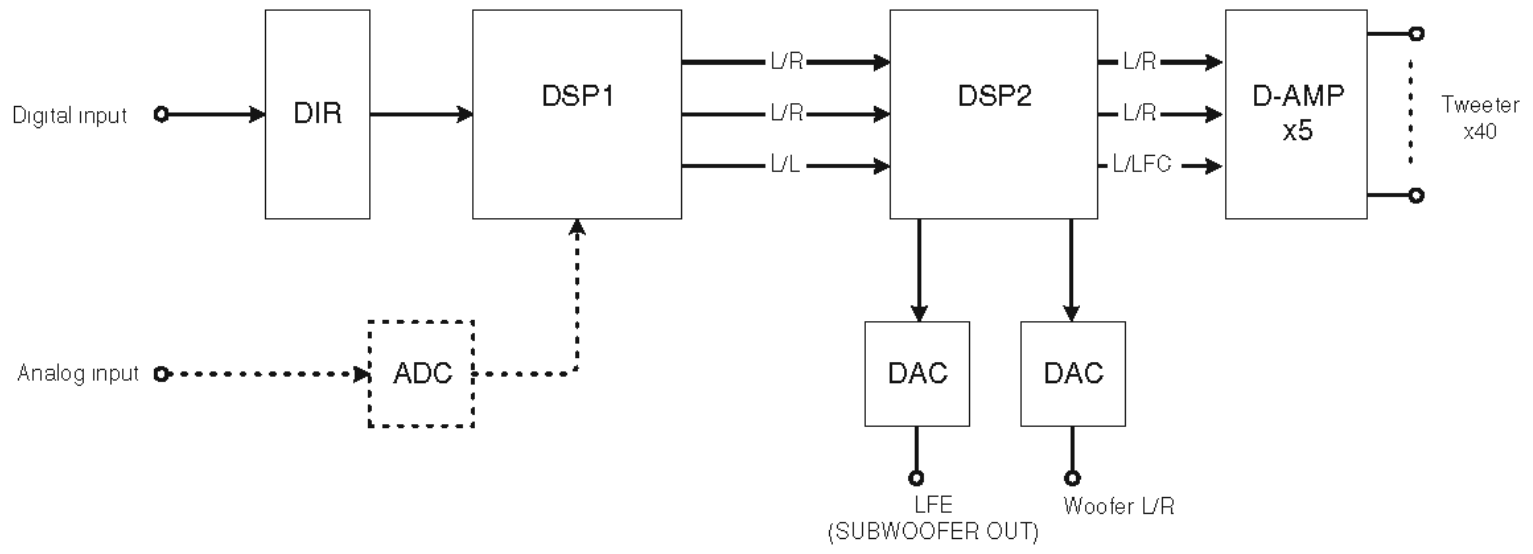 L/R
L/R
DIR
DSP1
DSP2
D-AMP
x5
Digital input
L/R
L/R
Tweeter
x40
L/L
L/LFC
Analog input
ADC
DAC
DAC
LFE
(SUBWOOFER OUT)
Woofer L/R